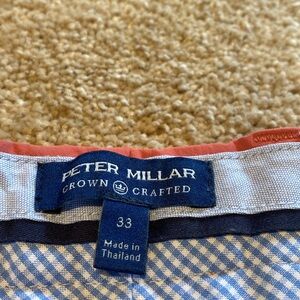 PETER MILLAR
CROWN CRAFTED
33
Made in
Thailand